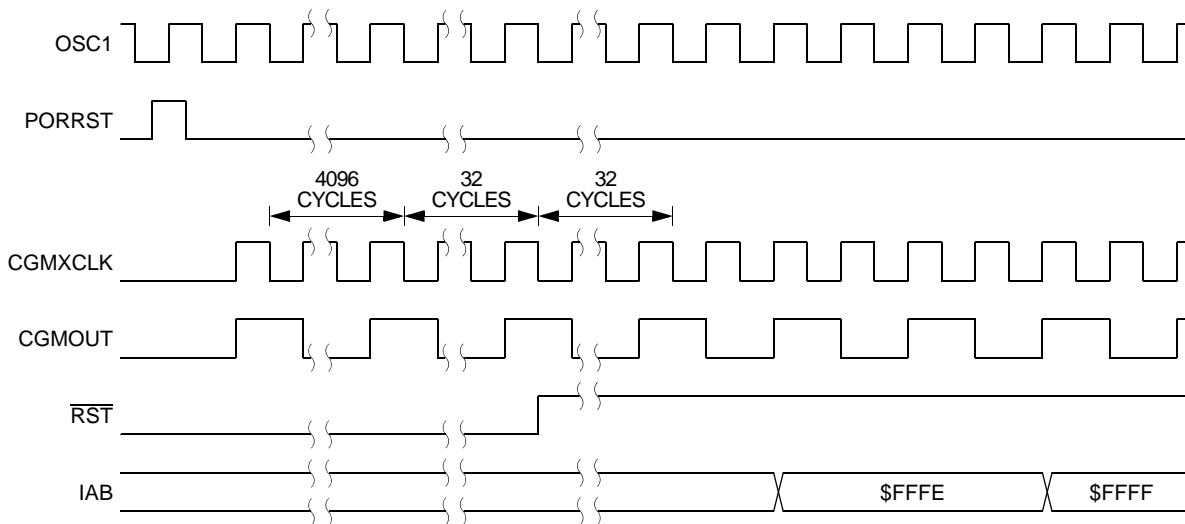 OSC1
PORRST
4096
CYCLES
32
CYCLES
32
CYCLES
CGMXCLK
CGMOUT
RST
IAB
$FFFE
$FFFF